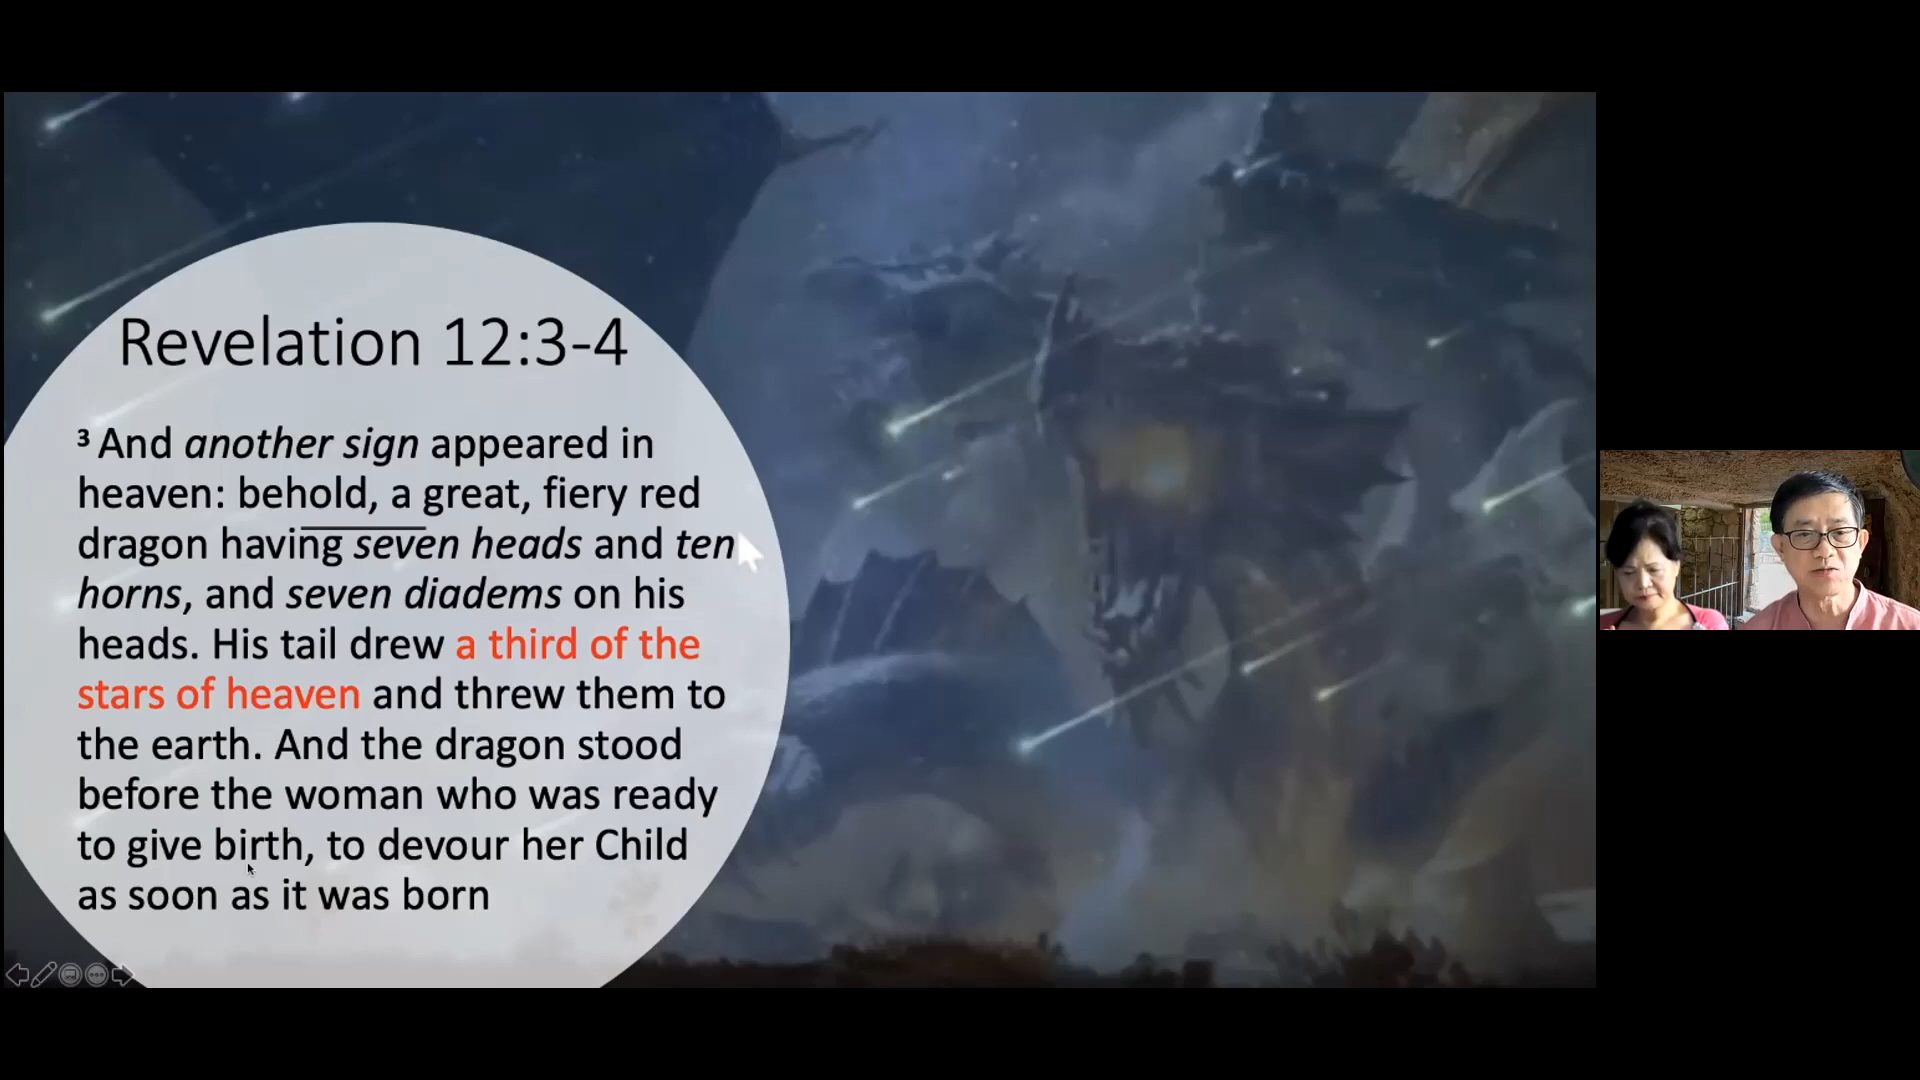 Revelation 12:3-4
³ And another sign appeared in
heaven: behold, a great, fiery red
dragon having seven heads and ten
horns, and seven diadems on his
heads. His tail drew a third of the
stars of heaven and threw them to
the earth. And the dragon stood
before the woman who was ready
to give birth, to devour her Child
as soon as it was born